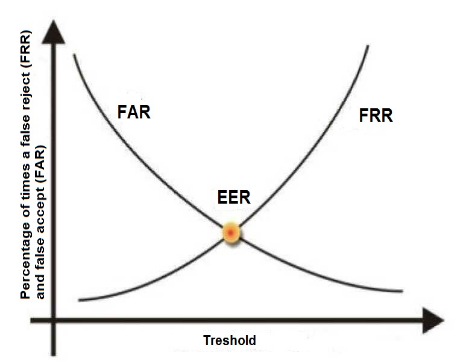 Percentage of times a false reject (FRR)
and false accept (FAR)
FAR
FRR
EER
Treshold